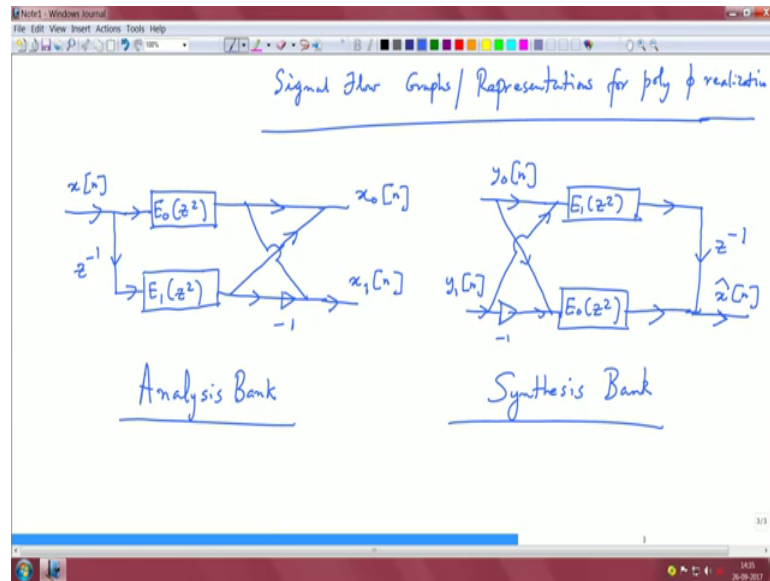 Note1 - Windows Journal
File Edit View Insert Actions Tools Help
100%
Signal Flow Graphs / Representations for poly ϕ realization
x[n]
E₀(z²)
x₀[n]
z⁻¹
E₁(z²)
x₁[n]
-1
Analysis Bank
y₀[n]
E₁(z²)
z⁻¹
y₁[n]
E₀(z²)
x̂[n]
-1
Synthesis Bank
3/3
3
14:35
26-09-2017